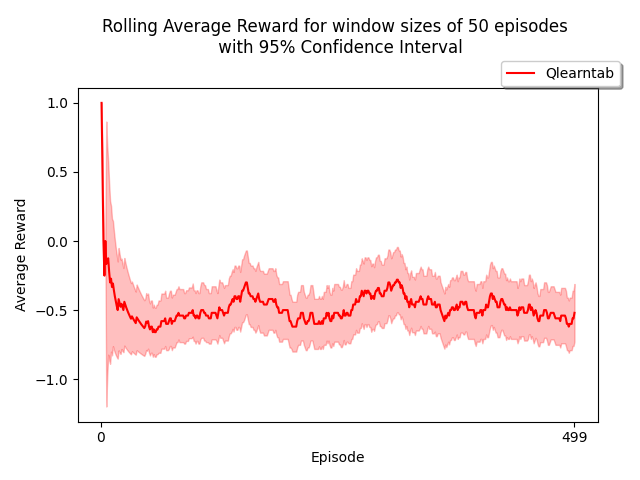 Rolling Average Reward for window sizes of 50 episodes
with 95% Confidence Interval
Qlearntab
1.0
0.5
0.0
−0.5
−1.0
Average Reward
0
499
Episode